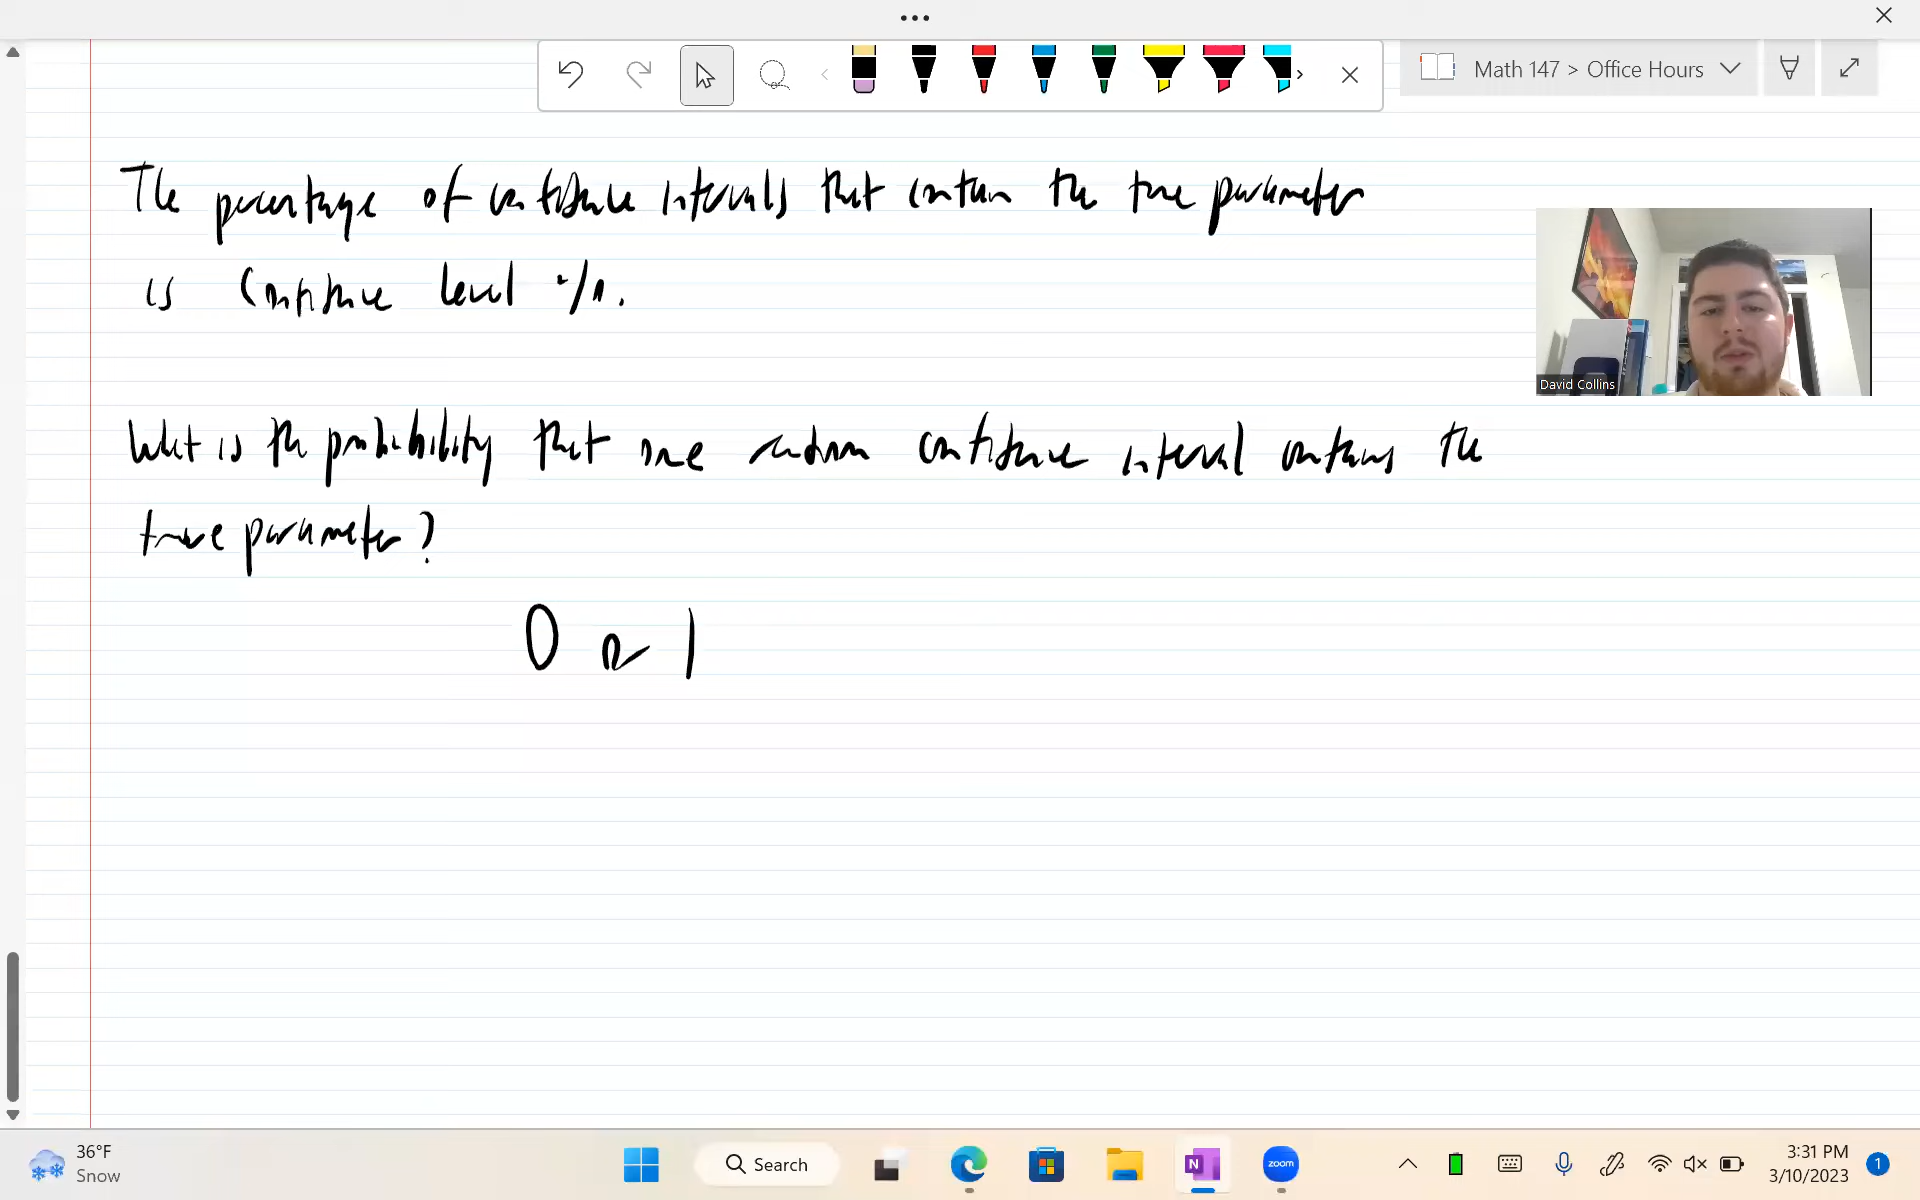 Math 147 > Office Hours
The percentage of confidence intervals that contain the true parameter
is Confidence level %.
David Collins
What is the probability that one random confidence interval contains the
true parameter?
0 or 1
36°F
Snow
Search
zoom
N
3:31 PM
3/10/2023
1